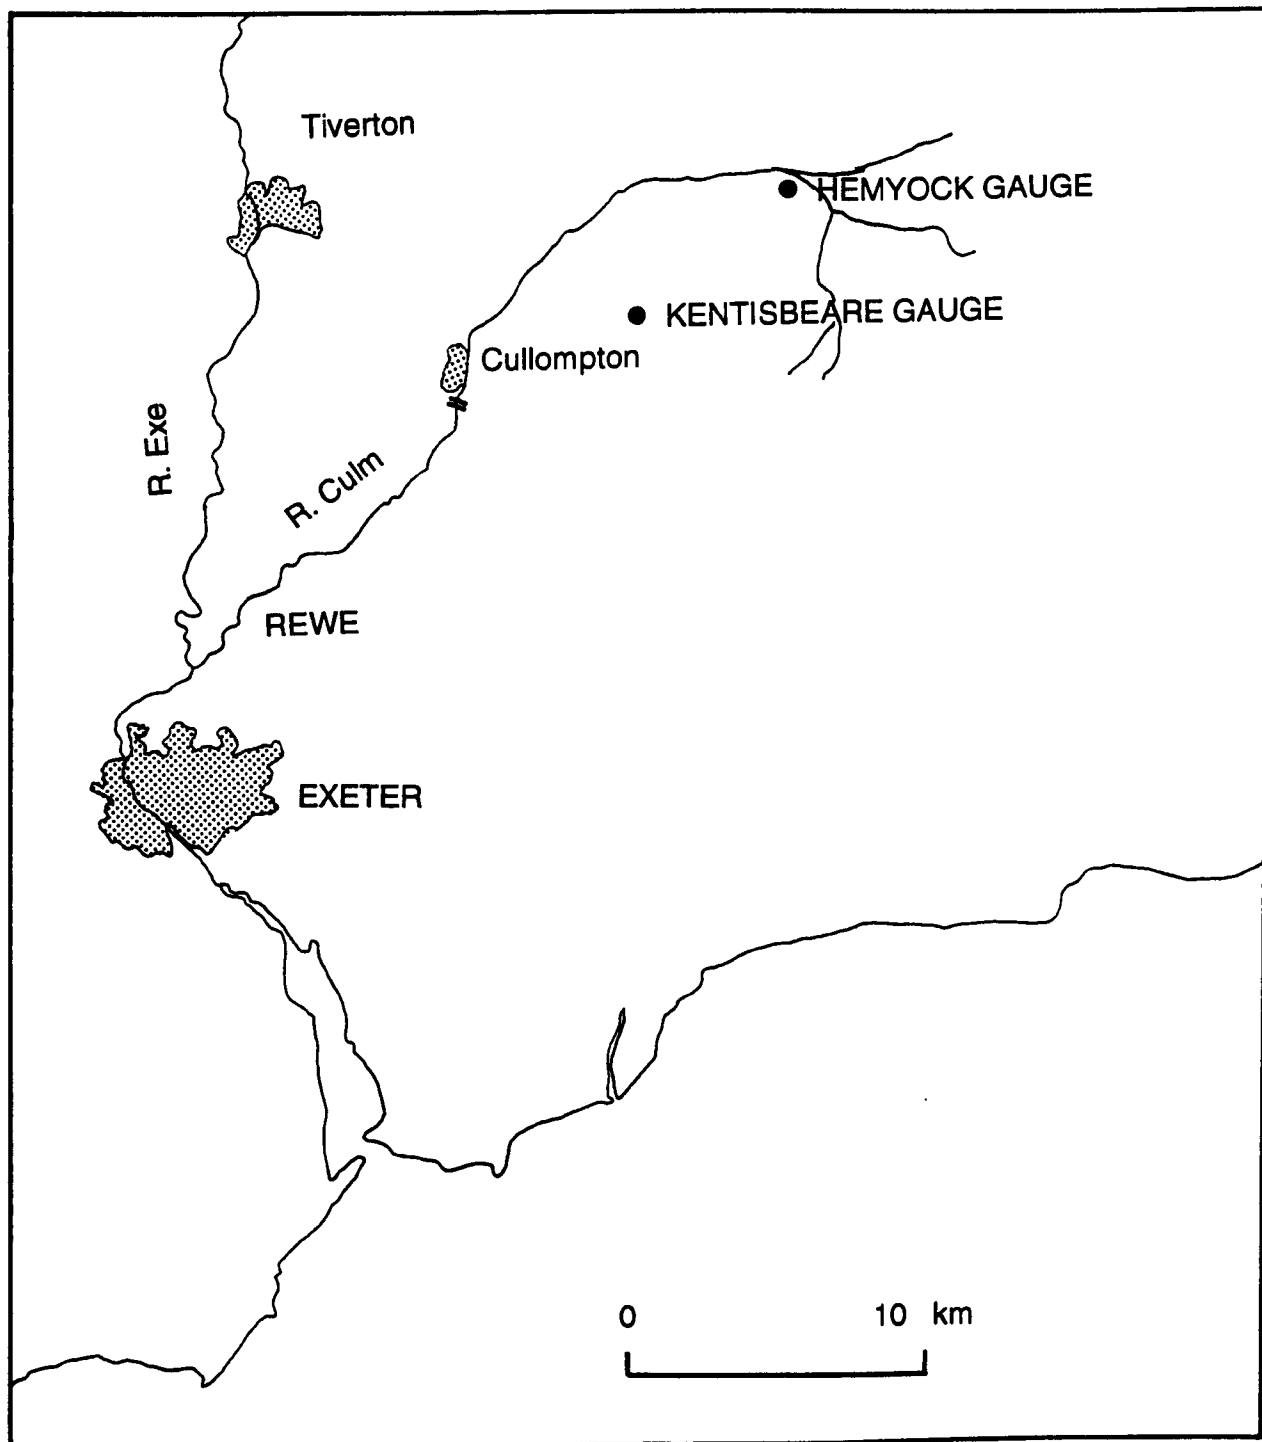 Tiverton
HEMYOCK GAUGE
KENTISBEARE GAUGE
Cullompton
R. Exe
R. Culm
REWE
EXETER
0 10 km